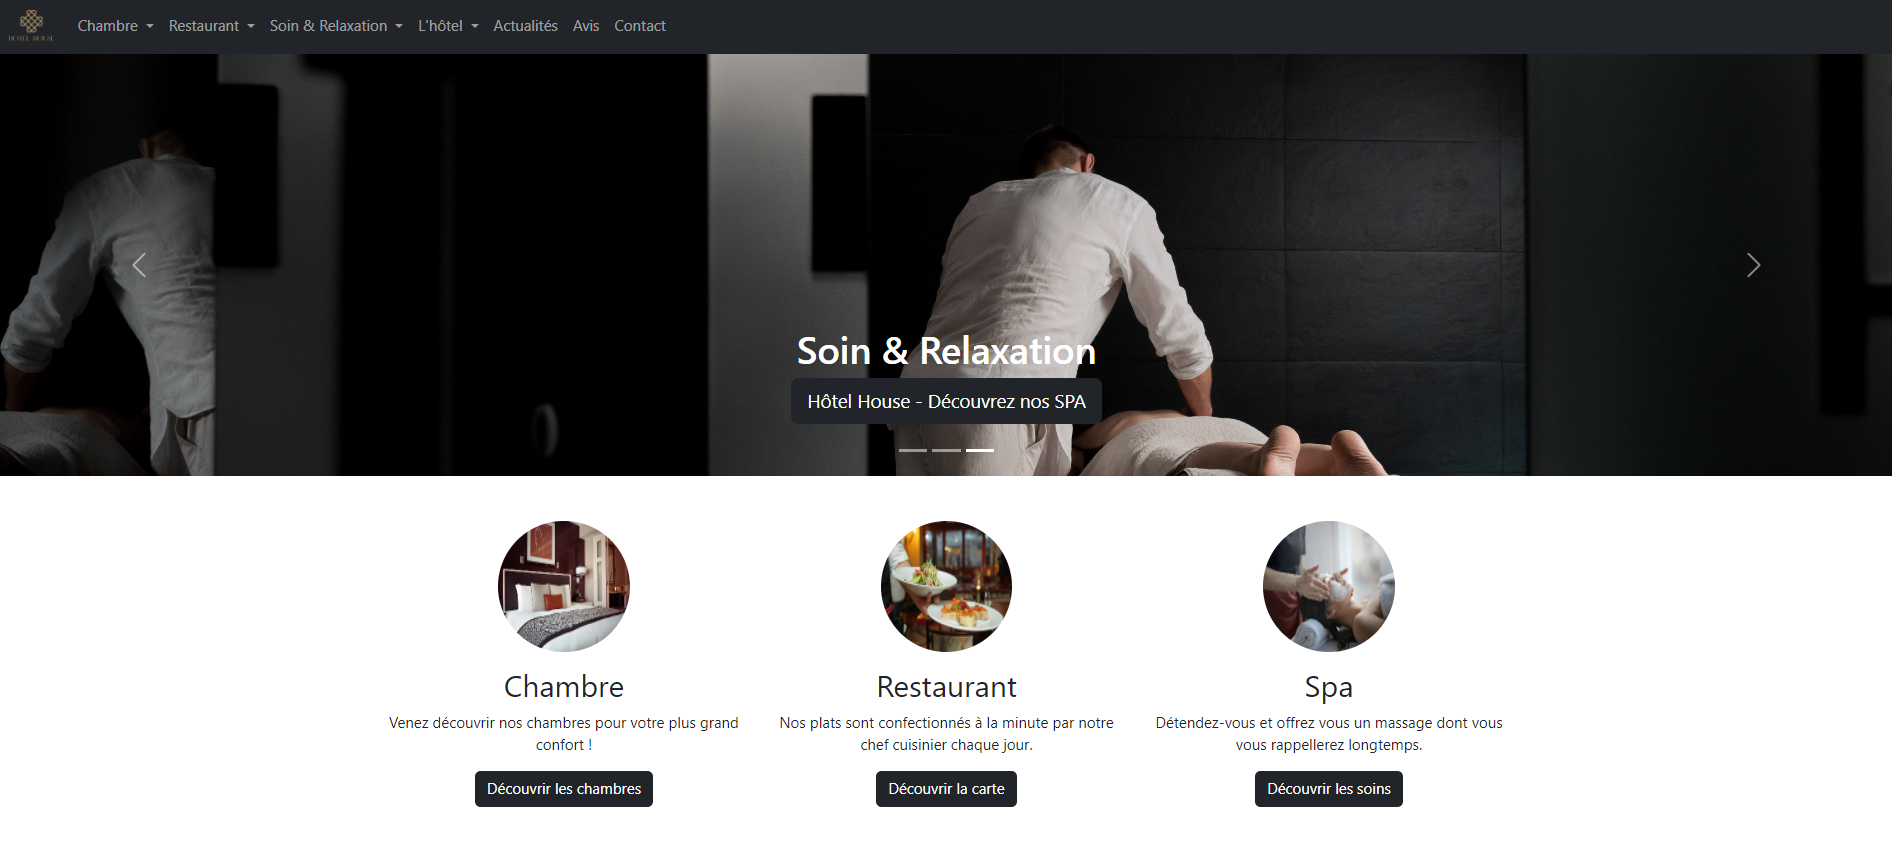 HOTEL HOUSE
Chambre Restaurant Soin & Relaxation L'hôtel Actualités Avis Contact
Soin & Relaxation
Hôtel House - Découvrez nos SPA
Chambre
Venez découvrir nos chambres pour votre plus grand
confort !
Découvrir les chambres
Restaurant
Nos plats sont confectionnés à la minute par notre
chef cuisinier chaque jour.
Découvrir la carte
Spa
Détendez-vous et offrez vous un massage dont vous
vous rappellerez longtemps.
Découvrir les soins